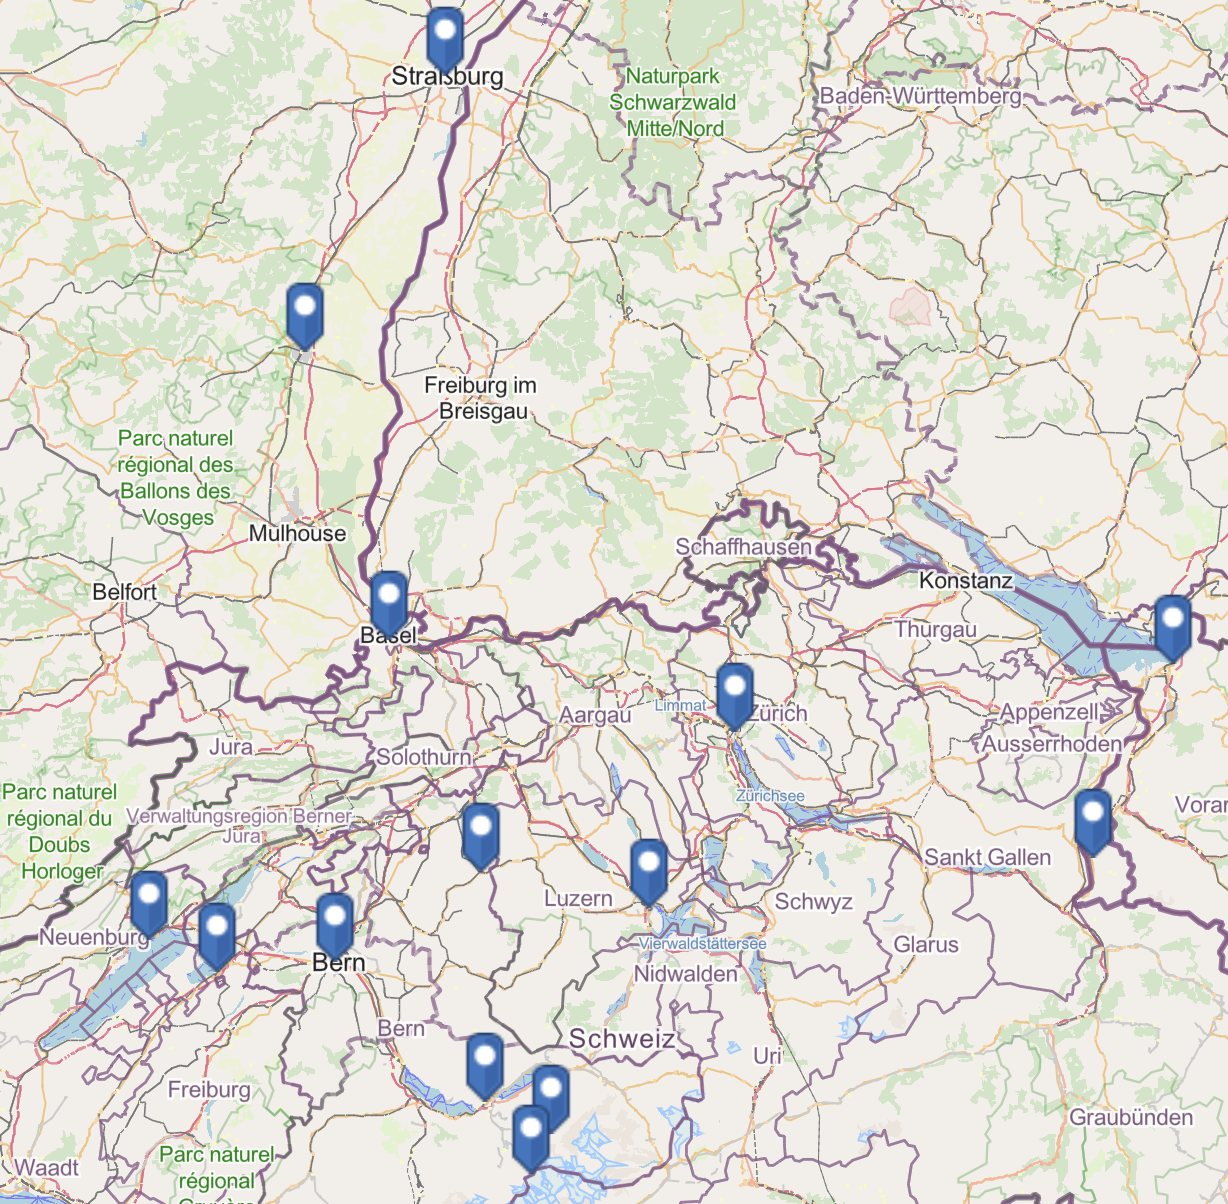 Straßburg
Naturpark
Schwarzwald
Mitte/Nord
Baden-Württemberg
Freiburg im
Breisgau
Parc naturel
régional des
Ballons des
Vosges
Mulhouse
Schaffhausen
Belfort
Konstanz
Basel
Thurgau
Aargau
Limmat
Zürich
Appenzell
Ausserrhoden
Jura
Solothurn
Parc naturel
régional du
Doubs
Horloger
Zürichsee
Vorar
Verwaltungsregion Berner
Jura
Sankt Gallen
Luzern
Schwyz
Neuenburg
Vierwaldstättersee
Glarus
Bern
Nidwalden
Bern
Schweiz
Uri
Freiburg
Graubünden
Parc naturel
régional
Gruyère
Waadt